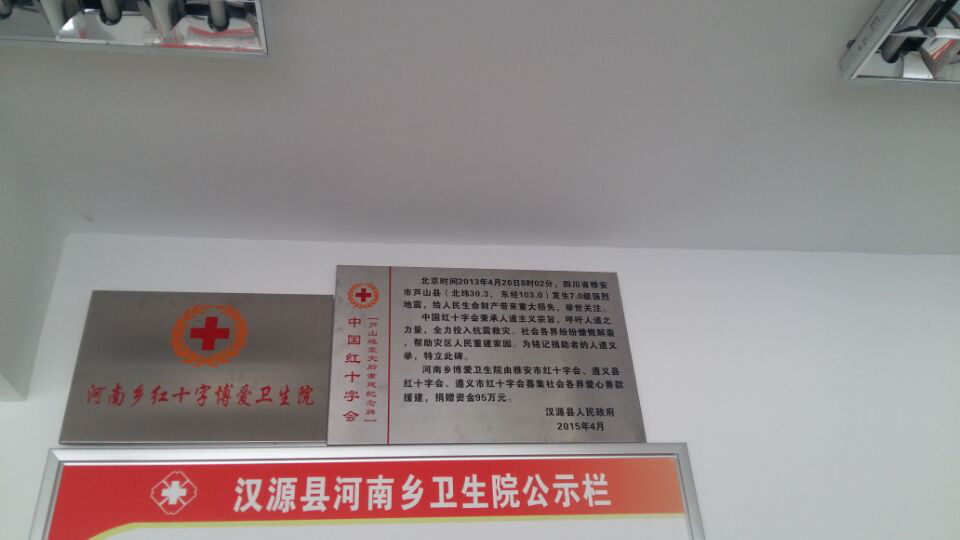 河南乡红十字博爱卫生院
中国红十字会
[芦山地震灾后重建纪念牌]
北京时间2013年4月20日8时02分，四川省雅安
市芦山县（北纬30.3，东经103.0）发生7.0级强烈
地震，给人民生命财产带来重大损失，举世关注。
中国红十字会秉承人道主义宗旨，呼吁人道之
力量，全力投入抗震救灾。社会各界纷纷慷慨解囊
，帮助灾区人民重建家园。为铭记捐助者的人道义
举，特立此碑。
河南乡博爱卫生院由雅安市红十字会、遵义县
红十字会、遵义市红十字会募集社会各界爱心善款
援建，捐赠资金95万元。
汉源县人民政府
2015年4月
汉源县河南乡卫生院公示栏